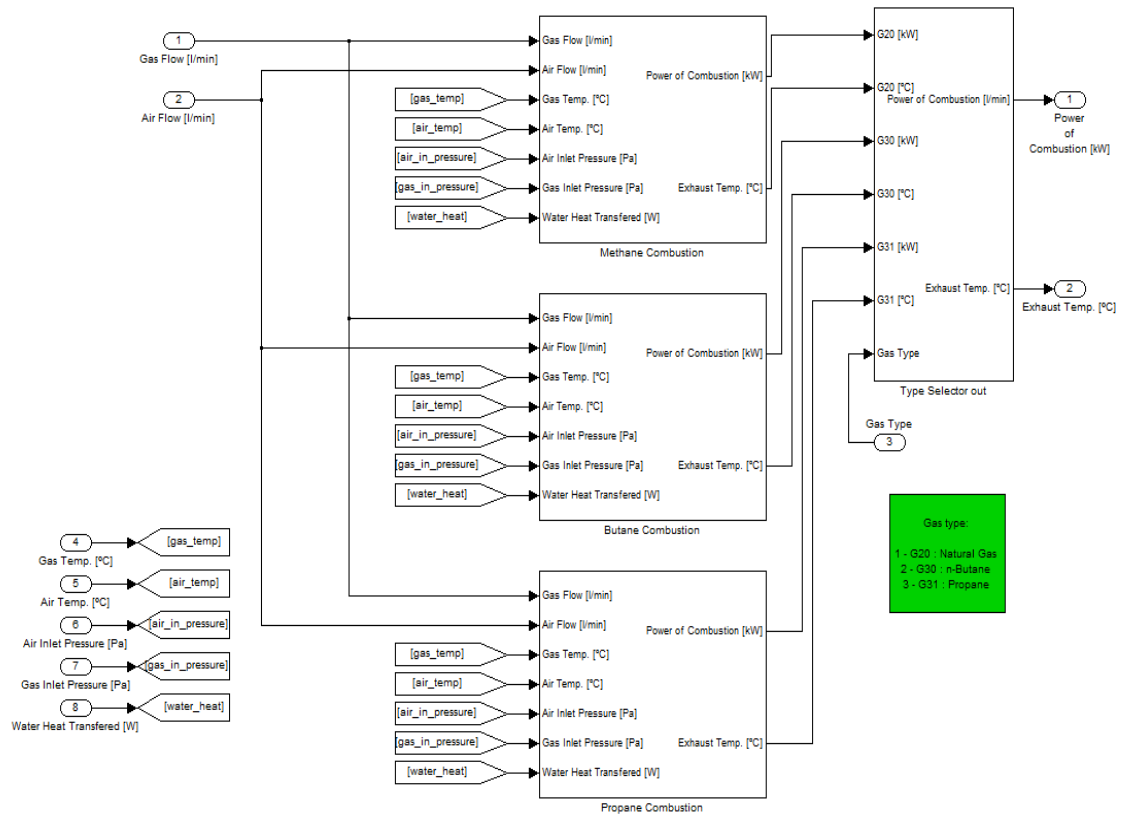 1
Gas Flow [l/min]
2
Air Flow [l/min]
Gas Flow [l/min]
Air Flow [l/min]
[gas_temp]
Gas Temp. [ºC]
[air_temp]
Air Temp. [ºC]
[air_in_pressure]
Air Inlet Pressure [Pa]
[gas_in_pressure]
Gas Inlet Pressure [Pa]
[water_heat]
Water Heat Transfered [W]
Power of Combustion [kW]
Exhaust Temp. [ºC]
Methane Combustion
Gas Flow [l/min]
Air Flow [l/min]
[gas_temp]
Gas Temp. [ºC]
[air_temp]
Air Temp. [ºC]
[air_in_pressure]
Air Inlet Pressure [Pa]
[gas_in_pressure]
Gas Inlet Pressure [Pa]
[water_heat]
Water Heat Transfered [W]
Power of Combustion [kW]
Exhaust Temp. [ºC]
Butane Combustion
Gas Flow [l/min]
Air Flow [l/min]
[gas_temp]
Gas Temp. [ºC]
[air_temp]
Air Temp. [ºC]
[air_in_pressure]
Air Inlet Pressure [Pa]
[gas_in_pressure]
Gas Inlet Pressure [Pa]
[water_heat]
Water Heat Transfered [W]
Power of Combustion [kW]
Exhaust Temp. [ºC]
Propane Combustion
G20 [kW]
G20 [ºC]
G30 [kW]
G30 [ºC]
G31 [kW]
G31 [ºC]
Gas Type
Power of Combustion [l/min]
Exhaust Temp. [ºC]
Type Selector out
1
Power
of
Combustion [kW]
2
Exhaust Temp. [ºC]
Gas Type
3
Gas type:
1 - G20 : Natural Gas
2 - G30 : n-Butane
3 - G31 : Propane
4
Gas Temp. [ºC]
[gas_temp]
5
Air Temp. [ºC]
[air_temp]
6
Air Inlet Pressure [Pa]
[air_in_pressure]
7
Gas Inlet Pressure [Pa]
[gas_in_pressure]
8
Water Heat Transfered [W]
[water_heat]